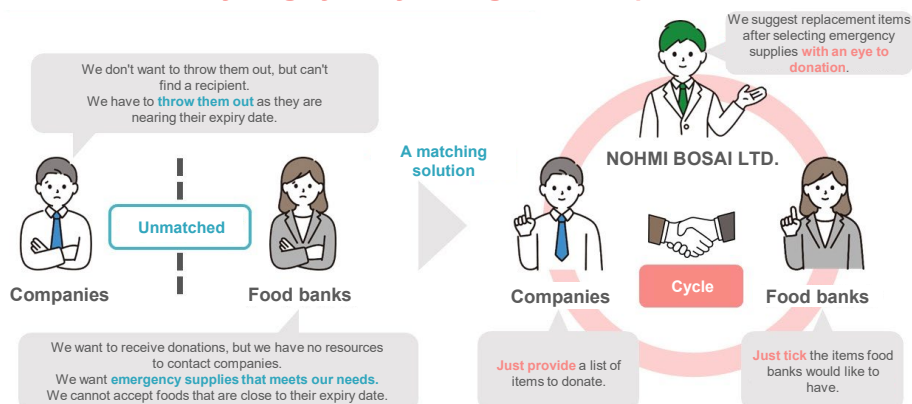 We don't want to throw them out, but can't
find a recipient.
We have to throw them out as they are
nearing their expiry date.
Unmatched
Companies
Food banks
We want to receive donations, but we have no resources
to contact companies.
We want emergency supplies that meets our needs.
We cannot accept foods that are close to their expiry date.
A matching
solution
We suggest replacement items
after selecting emergency
supplies with an eye to
donation.
NOHMI BOSAI LTD.
Companies
Cycle
Food banks
Just provide a list of
items to donate.
Just tick the items food
banks would like to
have.